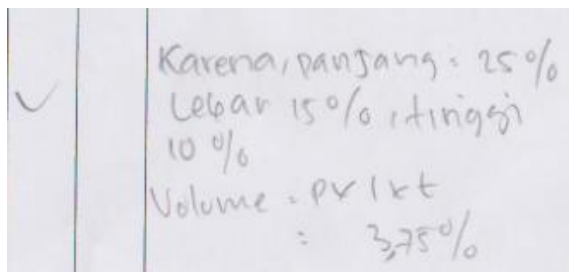 Karena, panjang = 25%
Lebar 15%, tinggi
10 %
Volume = p x l x t
= 3,75%